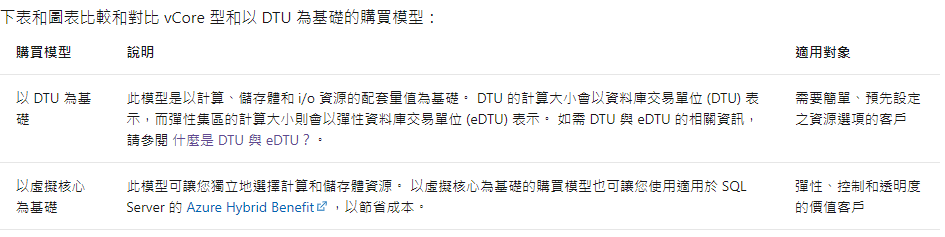 下表和圖表比較和對比 vCore 型和以 DTU 為基礎的購買模型：
購買模型 說明 適用對象
以 DTU 為基礎 此模型是以計算、儲存體和 i/o 資源的配套量值為基礎。 DTU 的計算大小會以資料庫交易單位 (DTU) 表
示，而彈性集區的計算大小則會以彈性資料庫交易單位 (eDTU) 表示。 如需 DTU 與 eDTU 的相關資訊，
請參閱 什麼是 DTU 與 eDTU？。
需要簡單、預先設定
之資源選項的客戶
以虛擬核心
為基礎
此模型可讓您獨立地選擇計算和儲存體資源。 以虛擬核心為基礎的購買模型也可讓您使用適用於 SQL
Server 的 Azure Hybrid Benefit ，以節省成本。
彈性、控制和透明度
的價值客戶